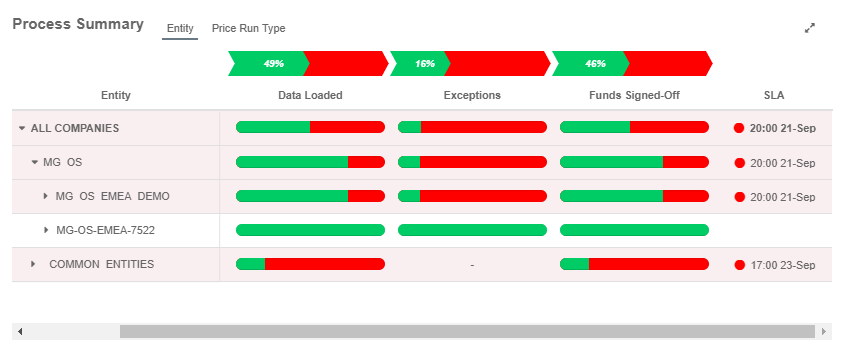 Process Summary Entity Price Run Type
49% 16% 46%
Entity Data Loaded Exceptions Funds Signed-Off SLA
ALL COMPANIES 20:00 21-Sep
MG OS 20:00 21-Sep
MG OS EMEA DEMO 20:00 21-Sep
MG-OS-EMEA-7522
COMMON ENTITIES - 17:00 23-Sep